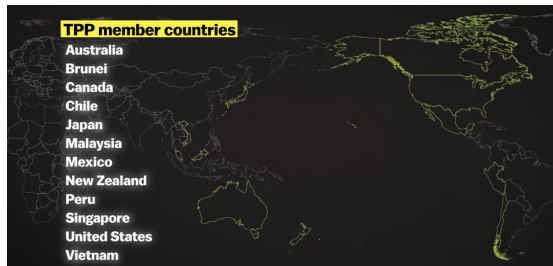 TPP member countries
Australia
Brunei
Canada
Chile
Japan
Malaysia
Mexico
New Zealand
Peru
Singapore
United States
Vietnam